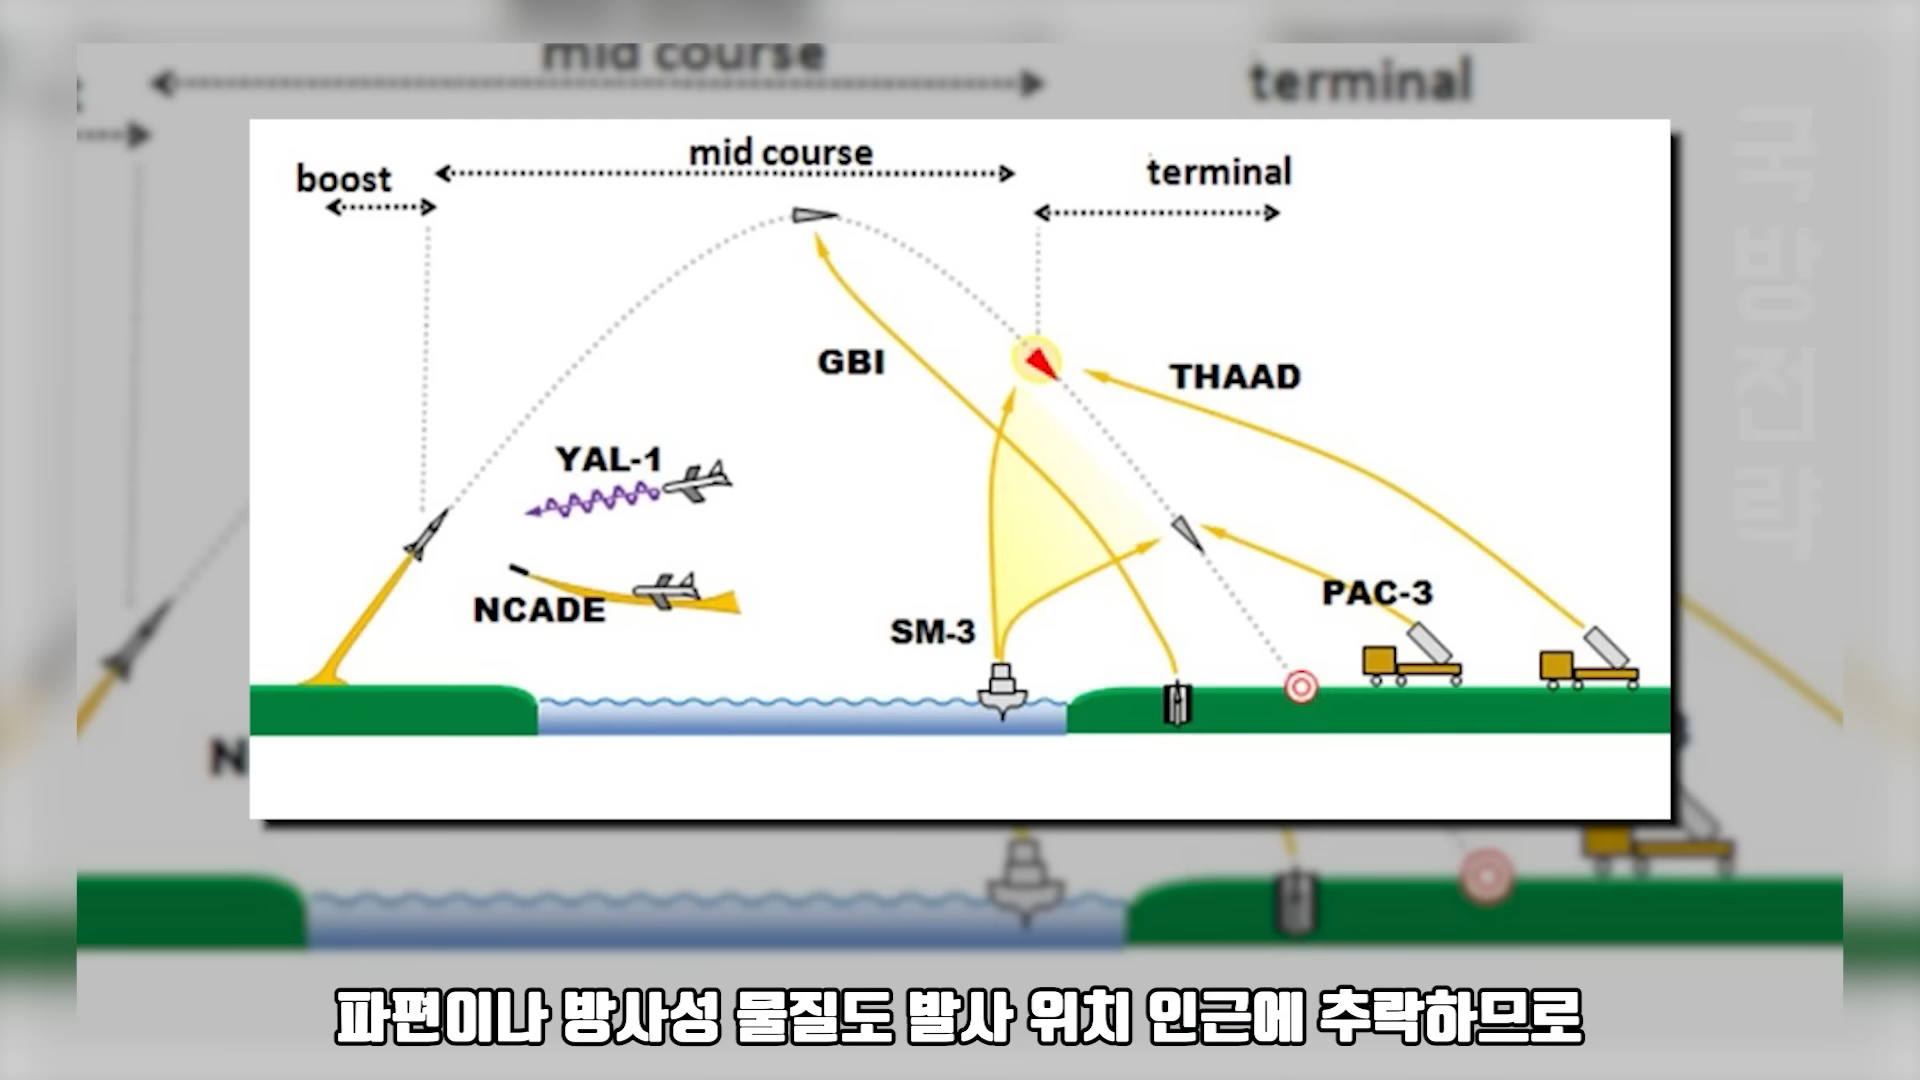 mid course
terminal
mid course
boost
terminal
GBI
THAAD
YAL-1
NCADE
PAC-3
SM-3
N
파편이나 방사성 물질도 발사 위치 인근에 추락하므로